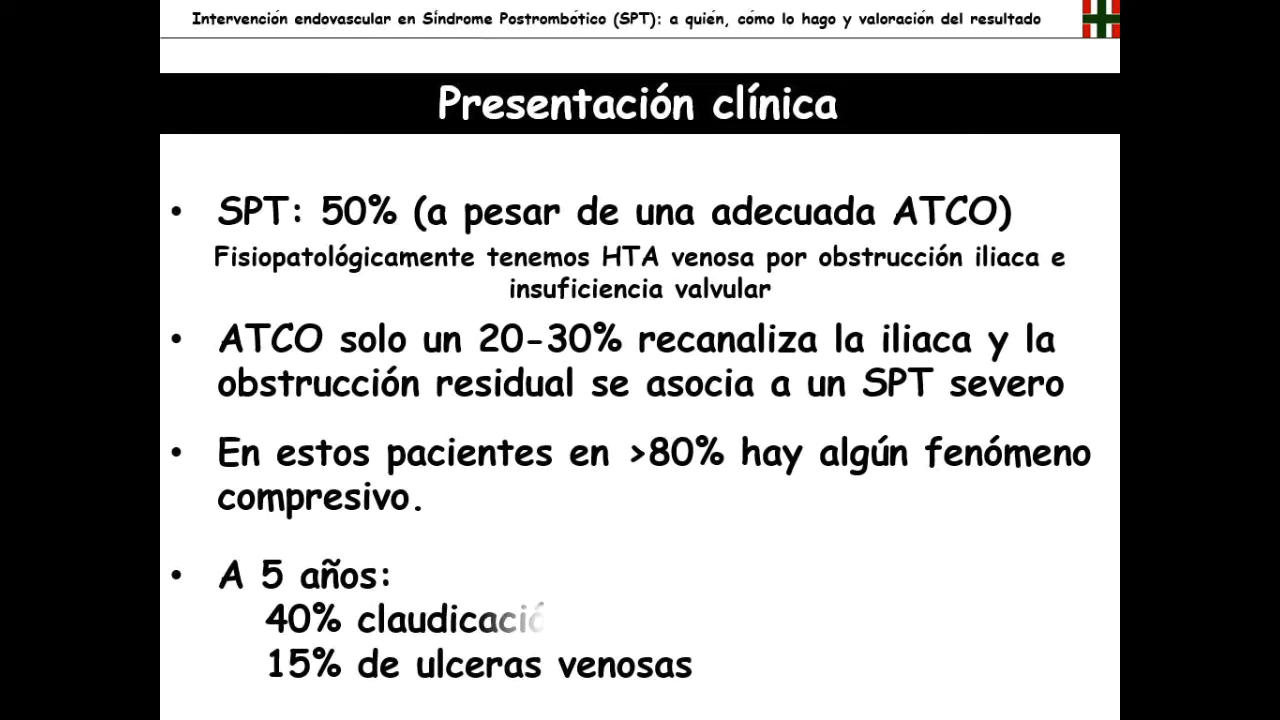 Intervención endovascular en Síndrome Postrombótico (SPT): a quién, cómo lo hago y valoración del resultado
Presentación clínica
• SPT: 50% (a pesar de una adecuada ATCO)
Fisiopatológicamente tenemos HTA venosa por obstrucción iliaca e
insuficiencia valvular
• ATCO solo un 20-30% recanaliza la iliaca y la
obstrucción residual se asocia a un SPT severo
• En estos pacientes en >80% hay algún fenómeno
compresivo.
• A 5 años:
40% claudicació
15% de ulceras venosas